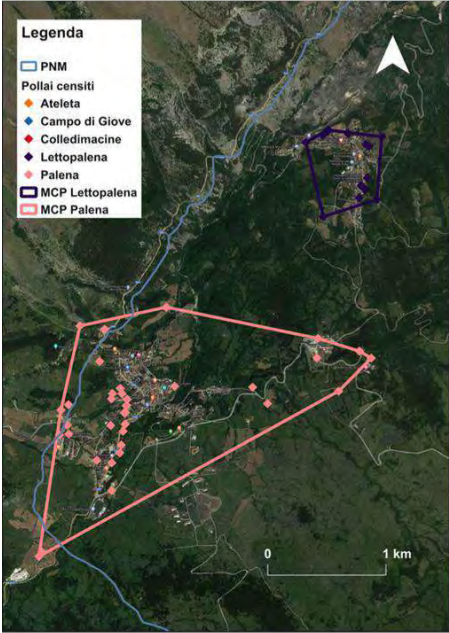 Legenda
PNM
Pollai censiti
Ateleta
Campo di Giove
Colledimacine
Lettopalena
Palena
MCP Lettopalena
MCP Palena
0
1 km